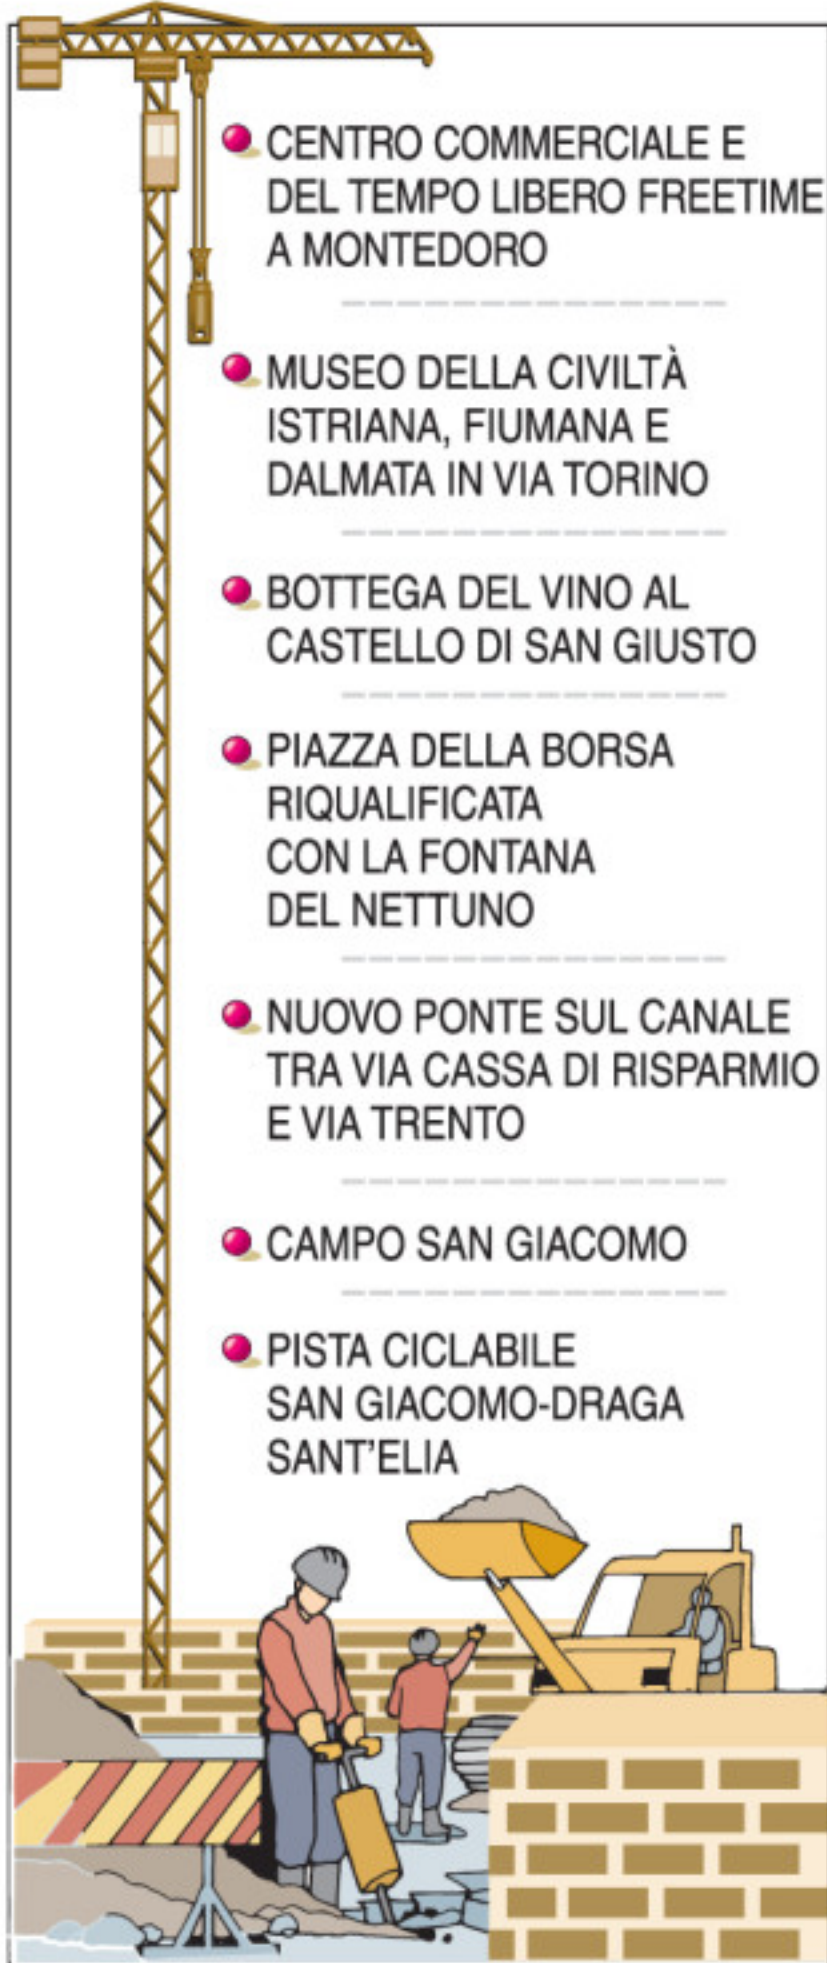 CENTRO COMMERCIALE E
DEL TEMPO LIBERO FREETIME
A MONTEDORO
MUSEO DELLA CIVILTÀ
ISTRIANA, FIUMANA E
DALMATA IN VIA TORINO
BOTTEGA DEL VINO AL
CASTELLO DI SAN GIUSTO
PIAZZA DELLA BORSA
RIQUALIFICATA
CON LA FONTANA
DEL NETTUNO
NUOVO PONTE SUL CANALE
TRA VIA CASSA DI RISPARMIO
E VIA TRENTO
CAMPO SAN GIACOMO
PISTA CICLABILE
SAN GIACOMO-DRAGA
SANT'ELIA